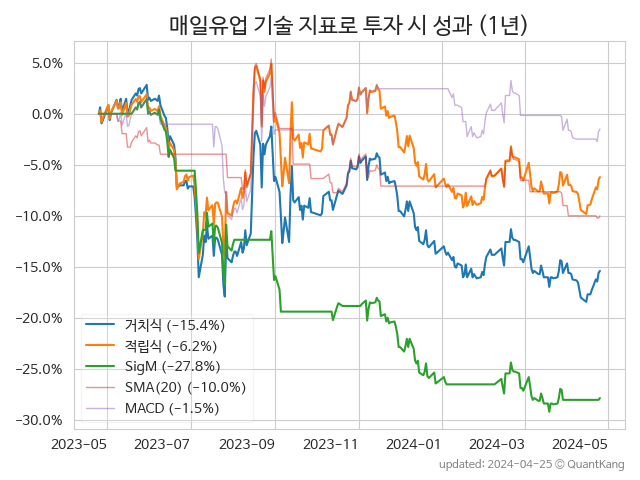 매일유업 기술 지표로 투자 시 성과 (1년)
5.0%
0.0%
−5.0%
−10.0%
−15.0%
−20.0%
−25.0%
−30.0%
거치식 (−15.4%)
적립식 (−6.2%)
SigM (−27.8%)
SMA(20) (−10.0%)
MACD (−1.5%)
2023-05 2023-07 2023-09 2023-11 2024-01 2024-03 2024-05
updated: 2024-04-25 © QuantKang